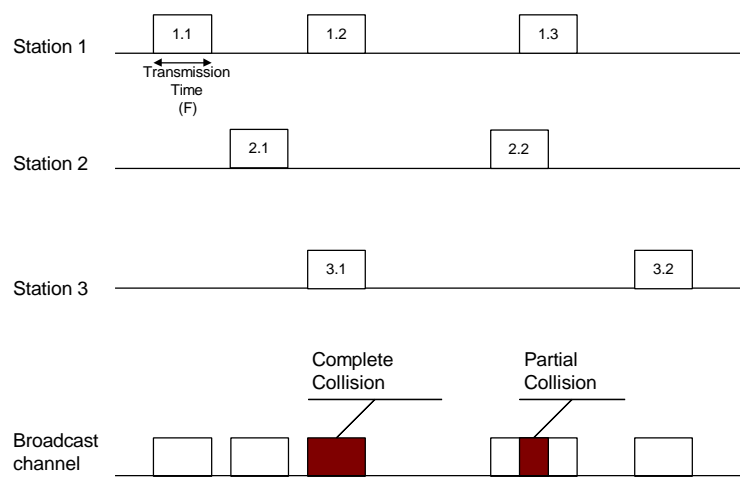 Station 1
1.1
1.2
1.3
Transmission
Time
(F)
Station 2
2.1
2.2
Station 3
3.1
3.2
Complete
Collision
Partial
Collision
Broadcast
channel